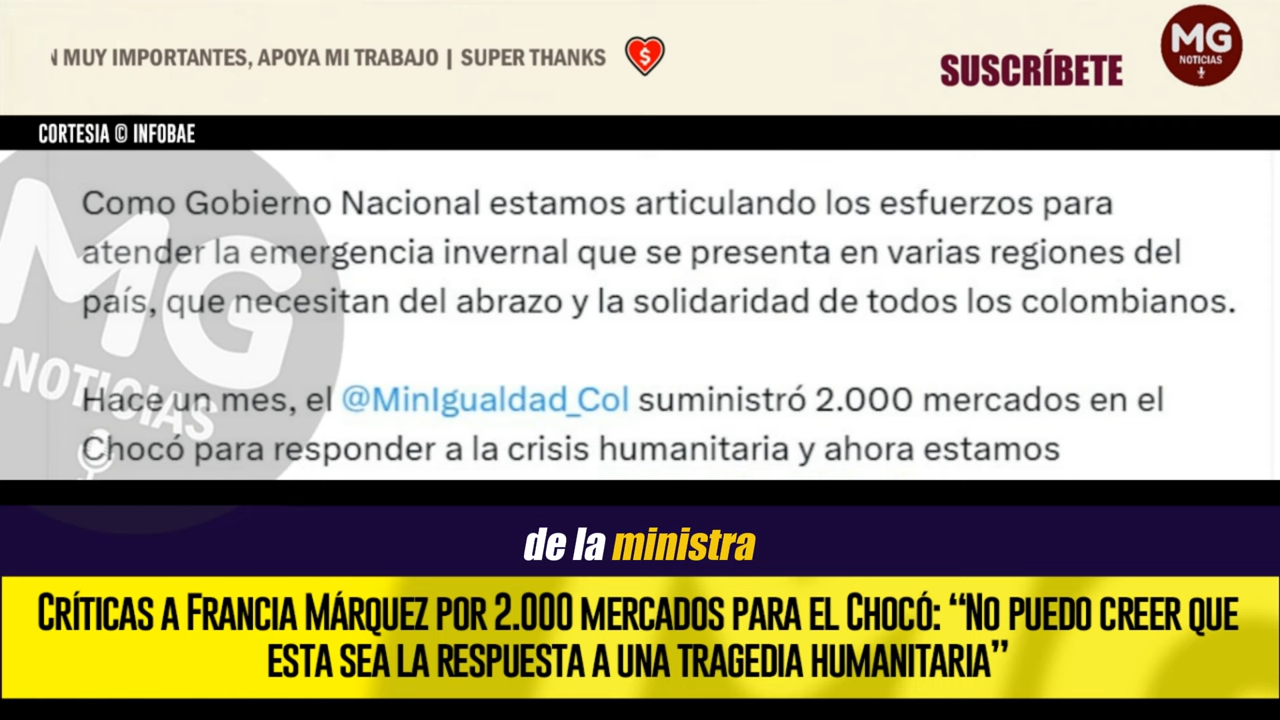 MUY IMPORTANTES, APOYA MI TRABAJO | SUPER THANKS
$
SUSCRÍBETE
MG
NOTICIAS
CORTESIA © INFOBAE
Como Gobierno Nacional estamos articulando los esfuerzos para
atender la emergencia invernal que se presenta en varias regiones del
país, que necesitan del abrazo y la solidaridad de todos los colombianos.
Hace un mes, el @MinIgualdad_Col suministró 2.000 mercados en el
Chocó para responder a la crisis humanitaria y ahora estamos
MG
NOTICIAS
de la ministra
CRÍTICAS A FRANCIA MÁRQUEZ POR 2.000 MERCADOS PARA EL CHOCÓ: “NO PUEDO CREER QUE
ESTA SEA LA RESPUESTA A UNA TRAGEDIA HUMANITARIA”